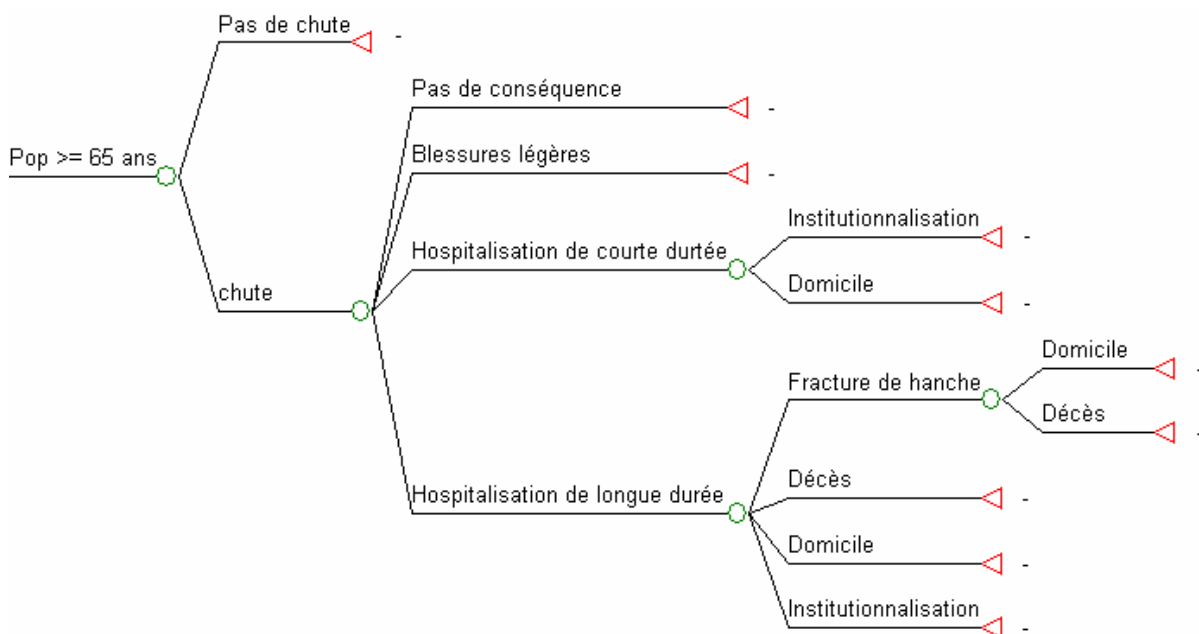 Pas de chute
-
Pas de conséquence
-
Pop >= 65 ans
Blessures légères
-
Institutionnalisation
-
Hospitalisation de courte durtée
Domicile
-
chute
Domicile
-
Fracture de hanche
Décès
-
Hospitalisation de longue durée
Décès
-
Domicile
-
Institutionnalisation
-